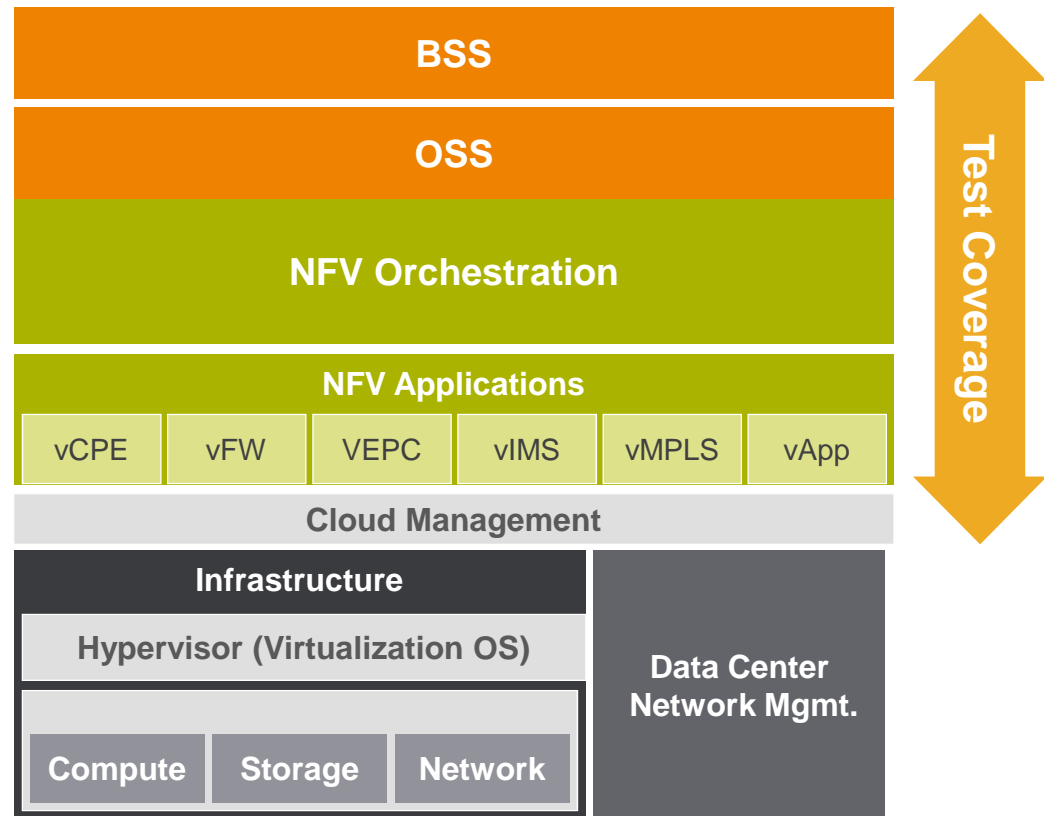 BSS
OSS
NFV Orchestration
NFV Applications
vCPE
vFW
VEPC
vIMS
vMPLS
vApp
Cloud Management
Infrastructure
Hypervisor (Virtualization OS)
Compute
Storage
Network
Data Center
Network Mgmt.
Test Coverage